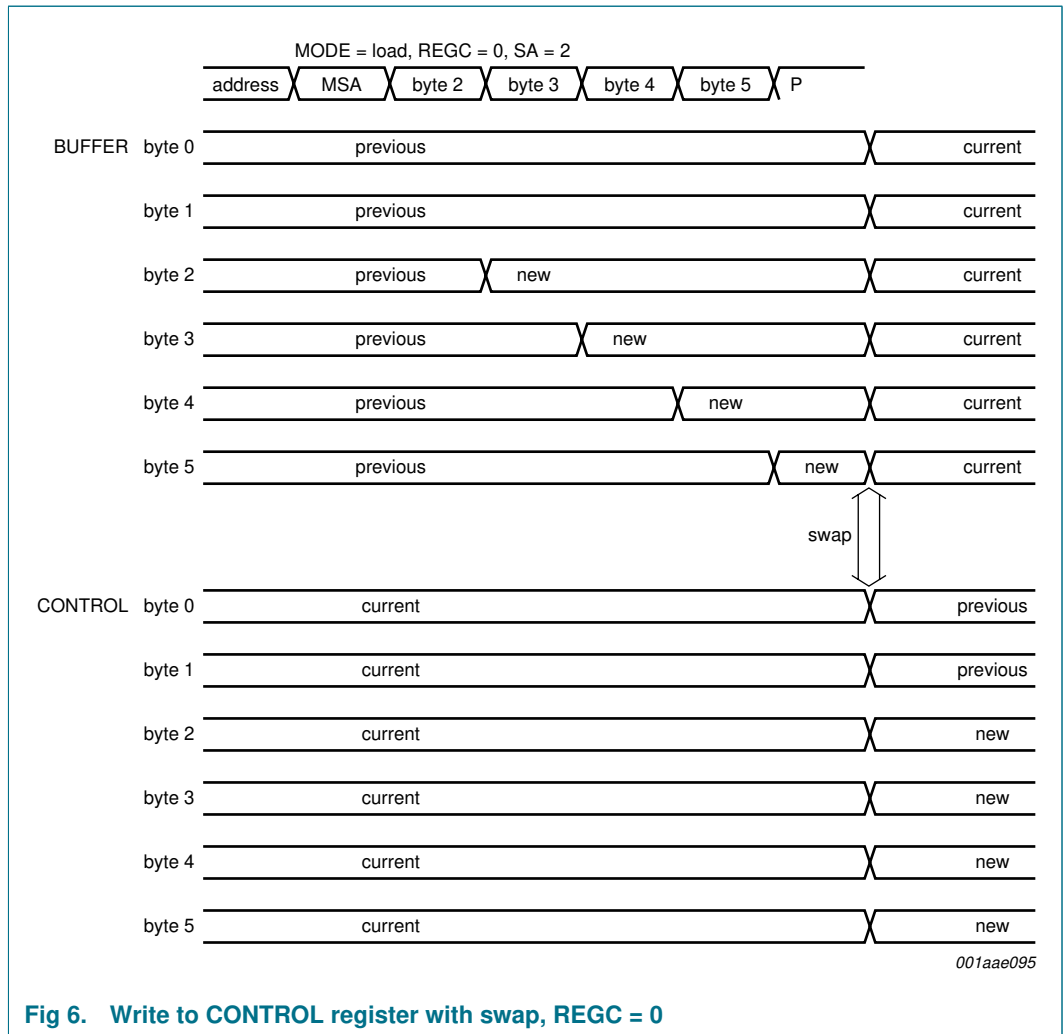 MODE = load, REGC = 0, SA = 2
address MSA byte 2 byte 3 byte 4 byte 5 P
BUFFER byte 0 previous current
byte 1 previous current
byte 2 previous new current
byte 3 previous new current
byte 4 previous new current
byte 5 previous new current
swap
CONTROL byte 0 current previous
byte 1 current previous
byte 2 current new
byte 3 current new
byte 4 current new
byte 5 current new
001aae095
Fig 6. Write to CONTROL register with swap, REGC = 0